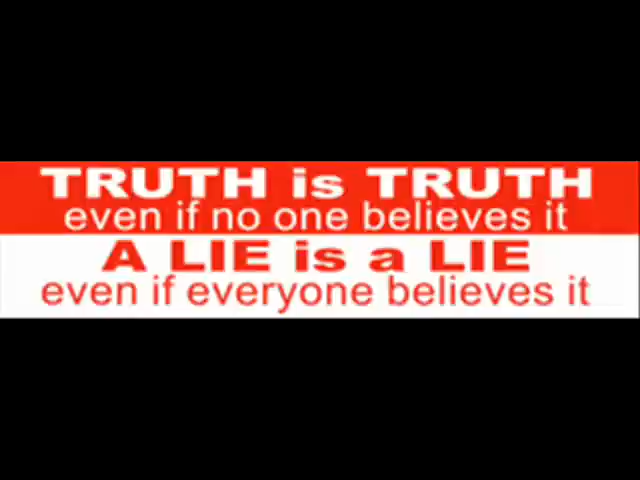 TRUTH is TRUTH
even if no one believes it
A LIE is a LIE
even if everyone believes it